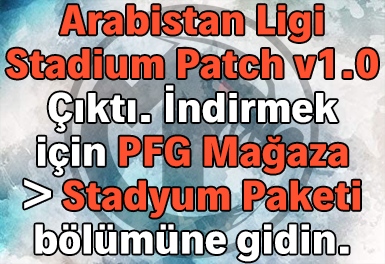 Arabistan Ligi
Stadium Patch v1.0
Çıktı. İndirmek
için PFG Mağaza
> Stadyum Paketi
bölümüne gidin.